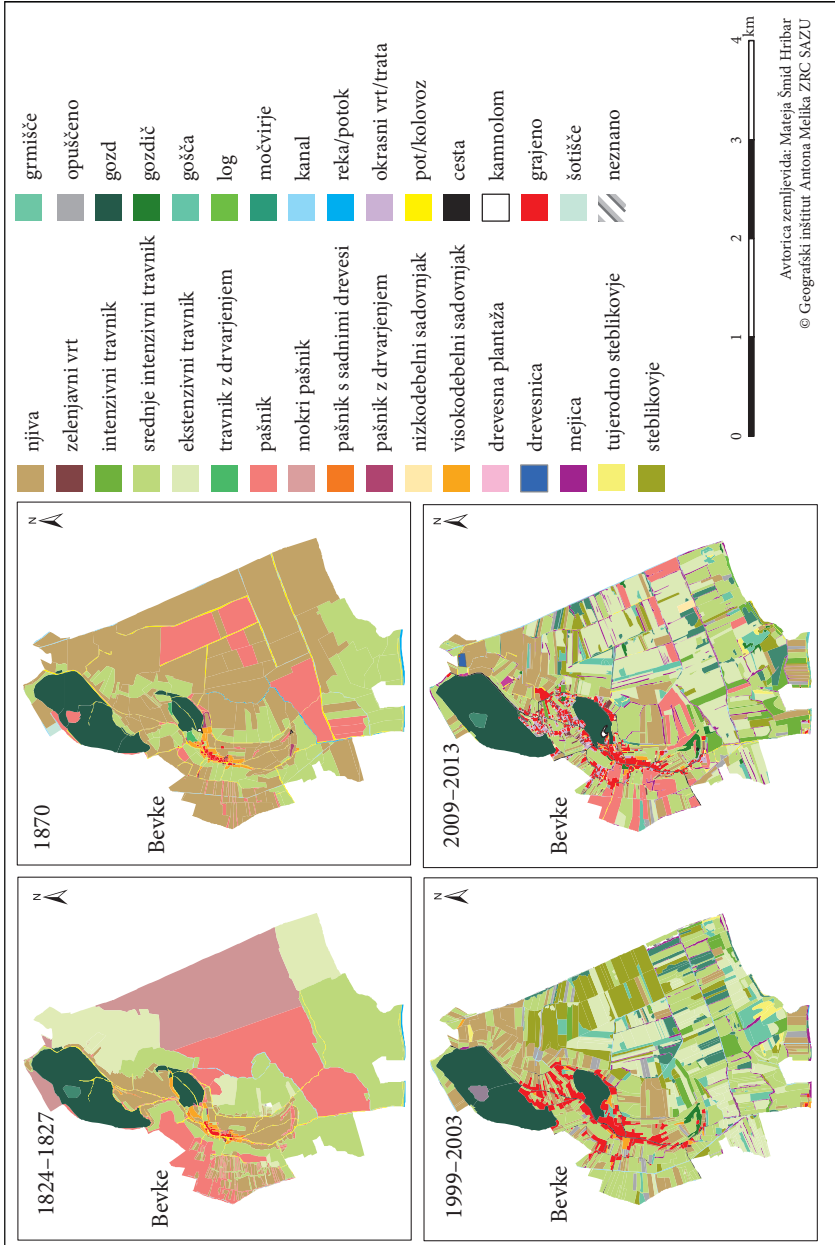 1824–1827
Bevke
N
1870
Bevke
N
1999–2003
Bevke
2009–2013
Bevke
N
njiva
zelenjavni vrt
intenzivni travnik
srednje intenzivni travnik
ekstenzivni travnik
travnik z drvarjenjem
pašnik
mokri pašnik
pašnik s sadnimi drevesi
pašnik z drvarjenjem
nizkodebelni sadovnjak
visokodebelni sadovnjak
drevesna plantaža
drevesnica
mejica
tujerodno steblikovje
steblikovje
grmišče
opuščeno
gozd
gozdič
gošča
log
močvirje
kanal
reka/potok
okrasni vrt/trata
pot/kolovoz
cesta
kamnolom
grajeno
šotišče
neznano
0 1 2 3 4
km
Avtorica zemljevida: Mateja Šmid Hribar
© Geografski inštitut Antona Melika ZRC SAZU